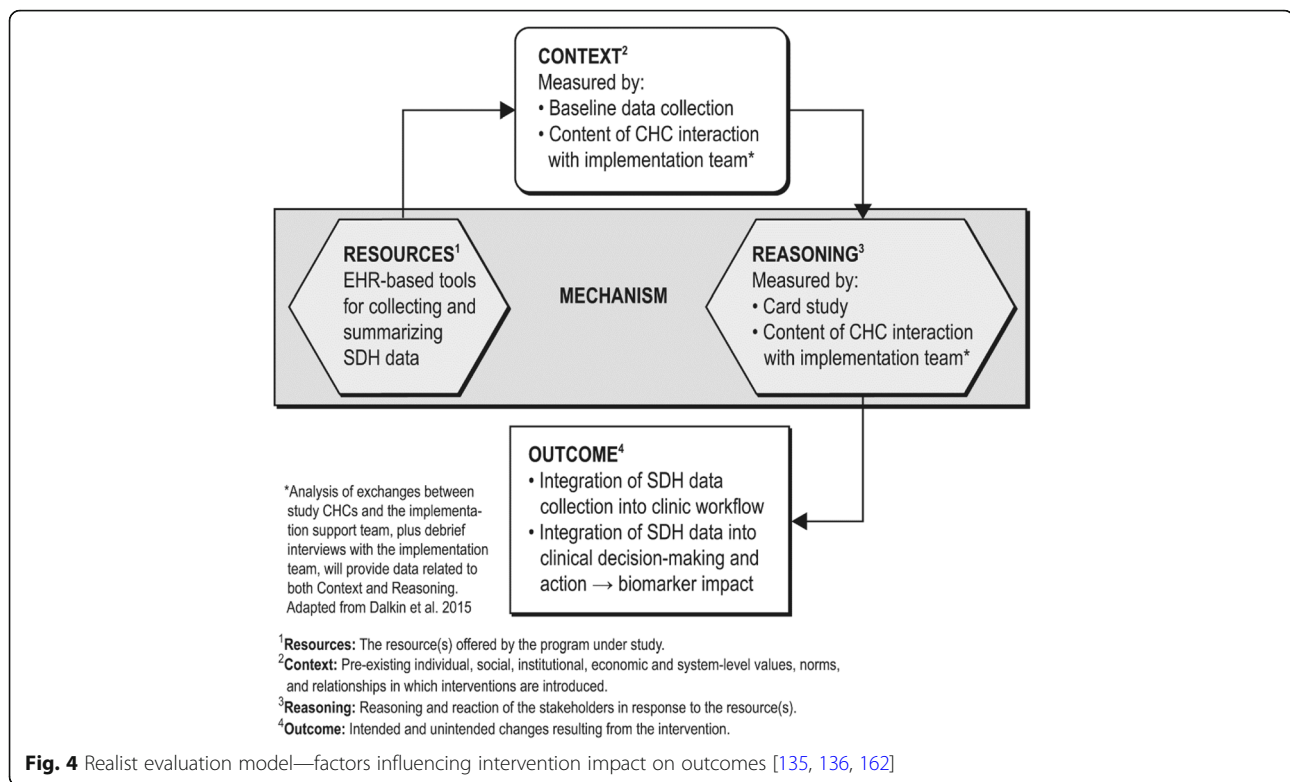 CONTEXT²
Measured by:
• Baseline data collection
• Content of CHC interaction
with implementation team*
RESOURCES¹
EHR-based tools
for collecting and
summarizing
SDH data
MECHANISM
REASONING³
Measured by:
• Card study
• Content of CHC interaction
with implementation team*
OUTCOME⁴
• Integration of SDH data
collection into clinic workflow
• Integration of SDH data into
clinical decision-making and
action → biomarker impact
*Analysis of exchanges between
study CHCs and the implementa-
tion support team, plus debrief
interviews with the implementation
team, will provide data related to
both Context and Reasoning.
Adapted from Dalkin et al. 2015
¹Resources: The resource(s) offered by the program under study.
²Context: Pre-existing individual, social, institutional, economic and system-level values, norms,
and relationships in which interventions are introduced.
³Reasoning: Reasoning and reaction of the stakeholders in response to the resource(s).
⁴Outcome: Intended and unintended changes resulting from the intervention.
Fig. 4 Realist evaluation model—factors influencing intervention impact on outcomes [135, 136, 162]